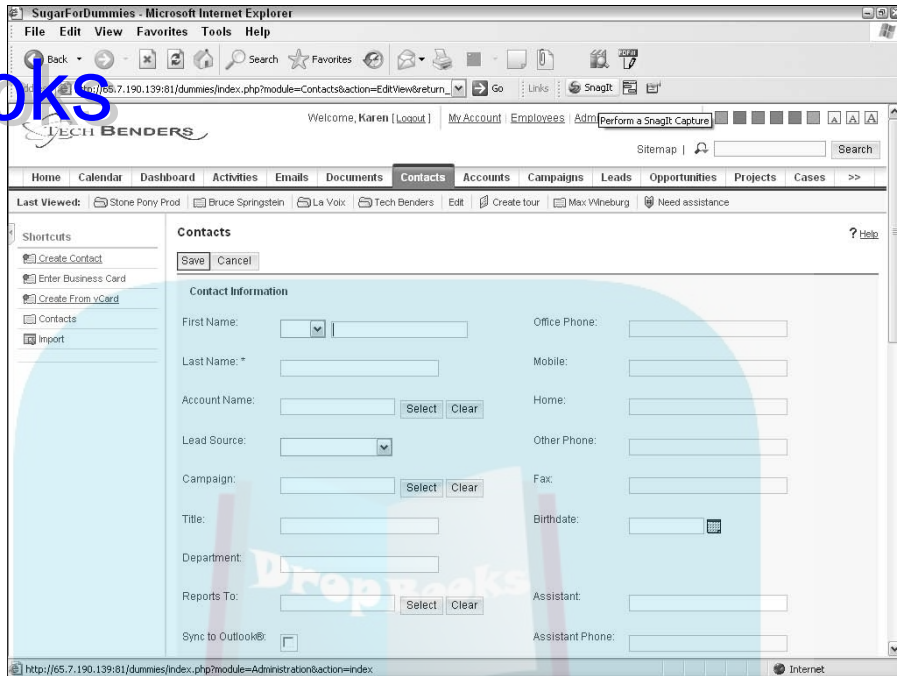 SugarForDummies - Microsoft Internet Explorer
File Edit View Favorites Tools Help
Back Search Favorites
http://65.7.190.139:81/dummies/index.php?module=Contacts&action=EditView&return_ Go Links SnagIt
oks
TECH BENDERS
Welcome, Karen [ Logout ] My Account Employees Adm A A A
Perform a SnagIt Capture
Sitemap | Search
Home Calendar Dashboard Activities Emails Documents Contacts Accounts Campaigns Leads Opportunities Projects Cases >>
Last Viewed: Stone Pony Prod Bruce Springstein La Voix Tech Benders Edit Create tour Max Wineburg Need assistance
Shortcuts
Create Contact
Enter Business Card
Create From vCard
Contacts
Import
Contacts ? Help
Save Cancel
Contact Information
First Name: Office Phone:
Last Name: * Mobile:
Account Name: Select Clear Home:
Lead Source: Other Phone:
Campaign: Select Clear Fax:
Title: Birthdate:
Department:
DropBooks
Reports To: Select Clear Assistant:
Sync to Outlook®: Assistant Phone:
http://65.7.190.139:81/dummies/index.php?module=Administration&action=index Internet